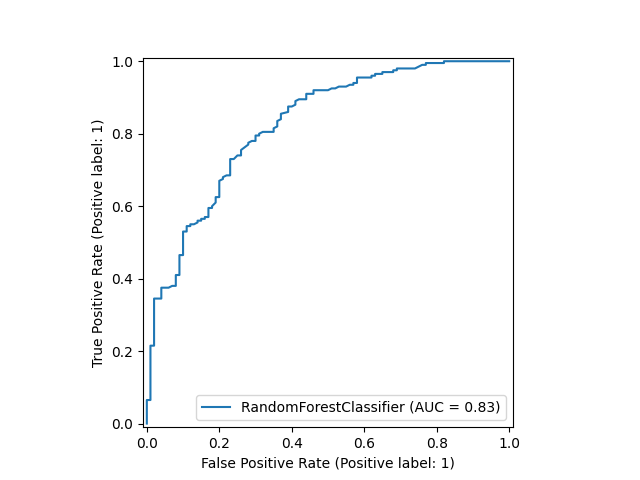 1.0
0.8
0.6
0.4
0.2
0.0
True Positive Rate (Positive label: 1)
RandomForestClassifier (AUC = 0.83)
0.0 0.2 0.4 0.6 0.8 1.0
False Positive Rate (Positive label: 1)